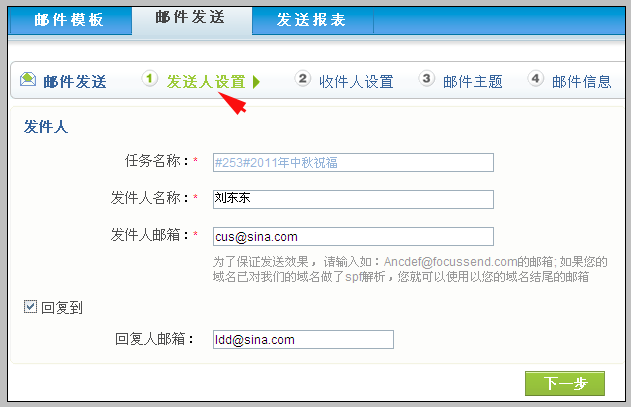 邮件模板 邮件发送 发送报表
邮件发送 1 发送人设置 2 收件人设置 3 邮件主题 4 邮件信息
发件人
任务名称：* #253#2011年中秋祝福
发件人名称：* 刘东东
发件人邮箱：* cus@sina.com
为了保证发送效果，请输入如：Ancdef@focussend.com的邮箱; 如果您的
域名已对我们的域名做了spf解析，您就可以使用以您的域名结尾的邮箱
回复到
回复人邮箱： ldd@sina.com
下一步